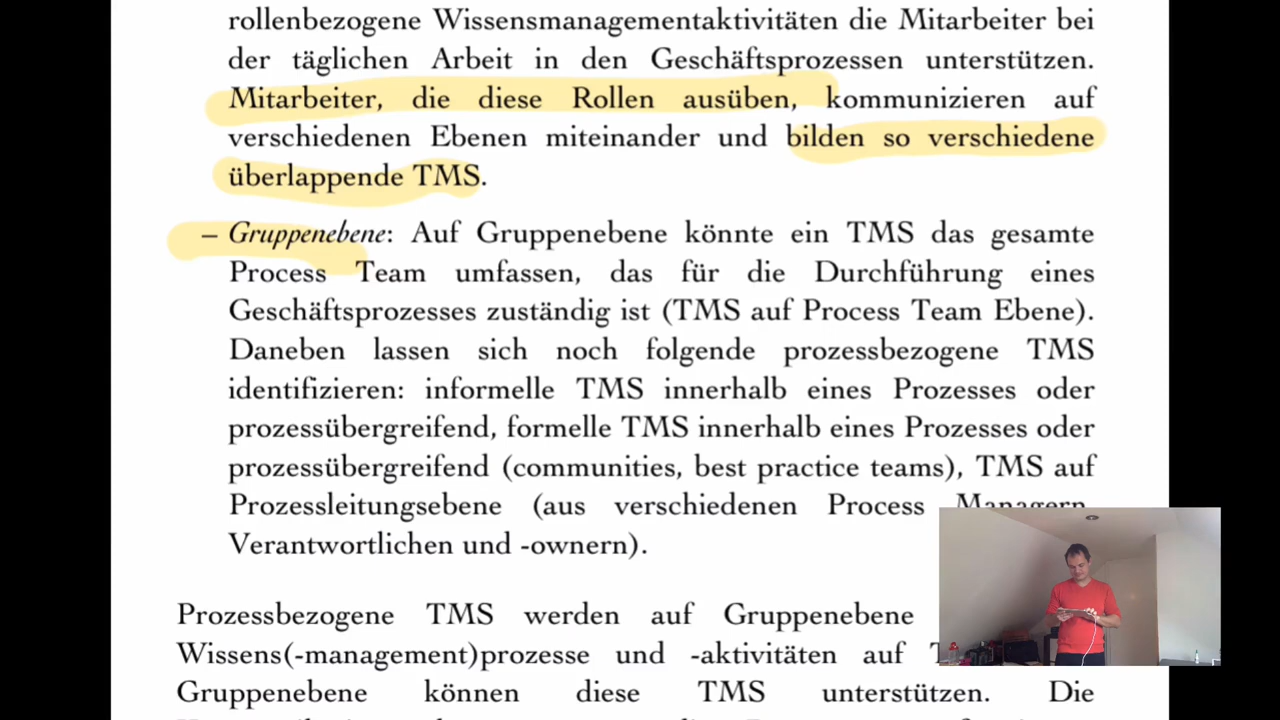 rollenbezogene Wissensmanagementaktivitäten die Mitarbeiter bei
der täglichen Arbeit in den Geschäftsprozessen unterstützen.
Mitarbeiter, die diese Rollen ausüben, kommunizieren auf
verschiedenen Ebenen miteinander und bilden so verschiedene
überlappende TMS.
– Gruppenebene: Auf Gruppenebene könnte ein TMS das gesamte
Process Team umfassen, das für die Durchführung eines
Geschäftsprozesses zuständig ist (TMS auf Process Team Ebene).
Daneben lassen sich noch folgende prozessbezogene TMS
identifizieren: informelle TMS innerhalb eines Prozesses oder
prozessübergreifend, formelle TMS innerhalb eines Prozesses oder
prozessübergreifend (communities, best practice teams), TMS auf
Prozessleitungsebene (aus verschiedenen Process Managern,
Verantwortlichen und -ownern).
Prozessbezogene TMS werden auf Gruppenebene
Wissens(-management)prozesse und -aktivitäten auf
Gruppenebene können diese TMS unterstützen. Die